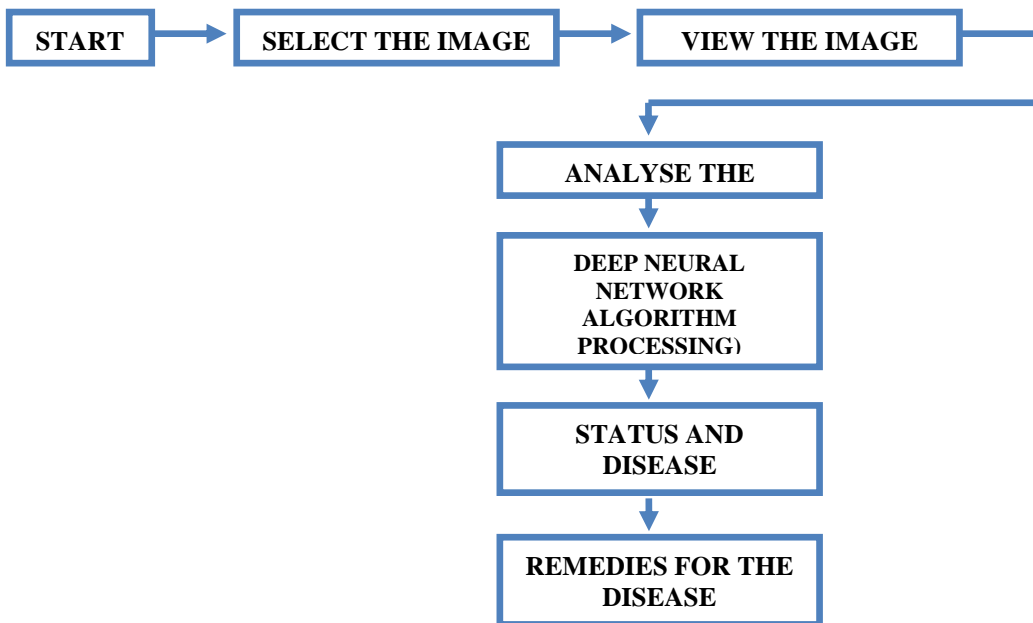 START
SELECT THE IMAGE
VIEW THE IMAGE
ANALYSE THE
DEEP NEURAL
NETWORK
ALGORITHM
PROCESSING)
STATUS AND
DISEASE
REMEDIES FOR THE
DISEASE